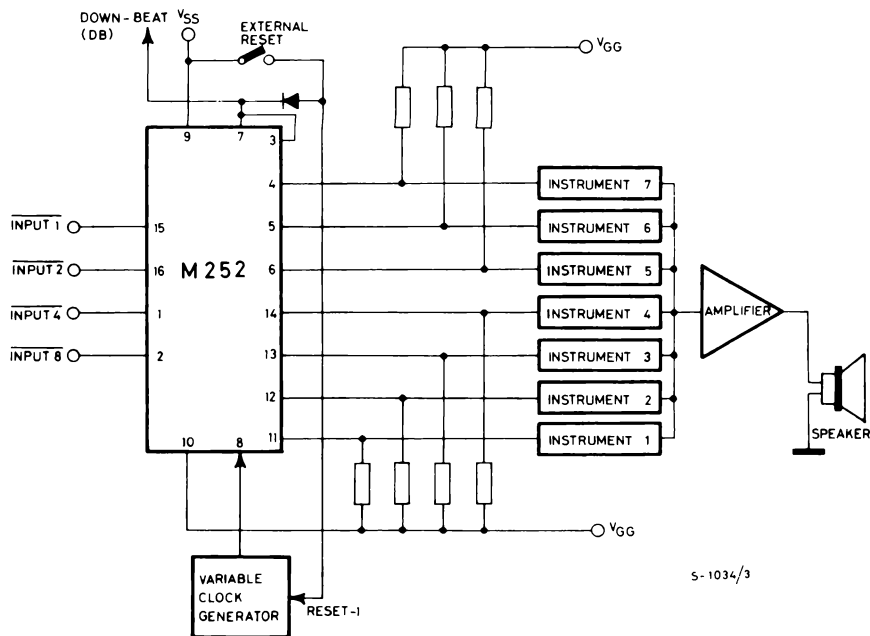 DOWN-BEAT
(DB)
VSS
EXTERNAL
RESET
VGG
9
7
3
4
INSTRUMENT 7
INPUT 1
15
5
INSTRUMENT 6
INPUT 2
16
M252
6
INSTRUMENT 5
INPUT 4
1
14
INSTRUMENT 4
AMPLIFIER
INPUT 8
2
13
INSTRUMENT 3
12
INSTRUMENT 2
10
8
11
INSTRUMENT 1
SPEAKER
VGG
VARIABLE
CLOCK
GENERATOR
RESET-1
S-1034/3